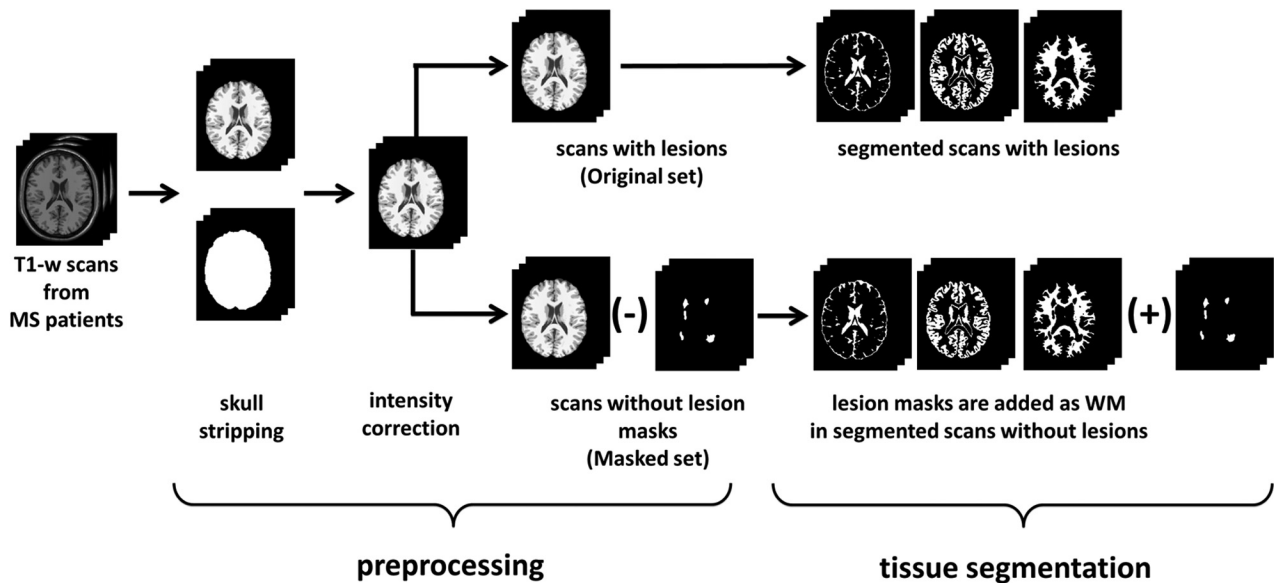 T1-w scans
from
MS patients
skull
stripping
intensity
correction
scans with lesions
(Original set)
segmented scans with lesions
(-)
(+)
scans without lesion
masks
(Masked set)
lesion masks are added as WM
in segmented scans without lesions
preprocessing
tissue segmentation